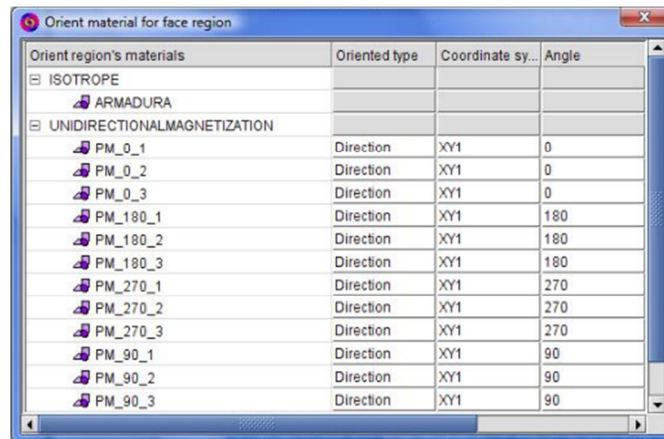 Orient material for face region
Orient region's materials Oriented type Coordinate sy... Angle
ISOTROPE
ARMADURA
UNIDIRECTIONALMAGNETIZATION
PM_0_1 Direction XY1 0
PM_0_2 Direction XY1 0
PM_0_3 Direction XY1 0
PM_180_1 Direction XY1 180
PM_180_2 Direction XY1 180
PM_180_3 Direction XY1 180
PM_270_1 Direction XY1 270
PM_270_2 Direction XY1 270
PM_270_3 Direction XY1 270
PM_90_1 Direction XY1 90
PM_90_2 Direction XY1 90
PM_90_3 Direction XY1 90